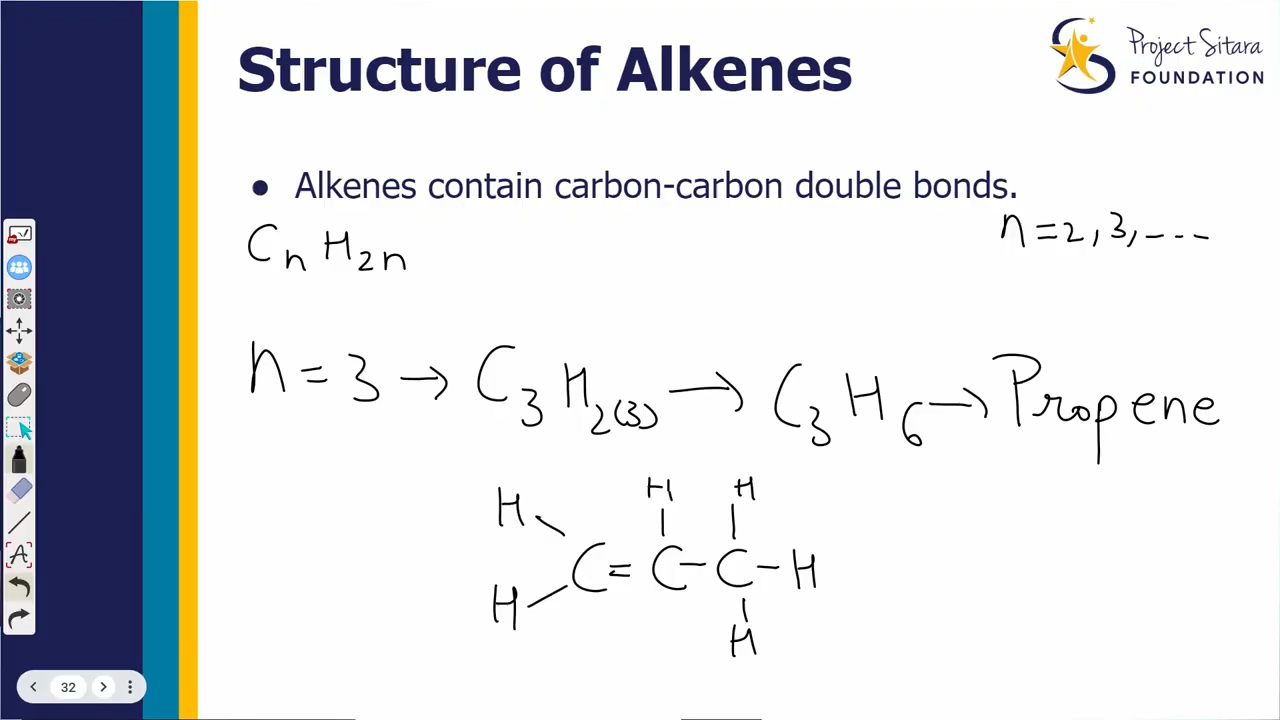 Structure of Alkenes
Project Sitara
FOUNDATION
● Alkenes contain carbon-carbon double bonds.
CₙH₂ₙ
n = 2, 3, ----
n = 3 → C₃H₂₍₃₎ → C₃H₆ → Propene
H H H
C = C - C - H
H H
32